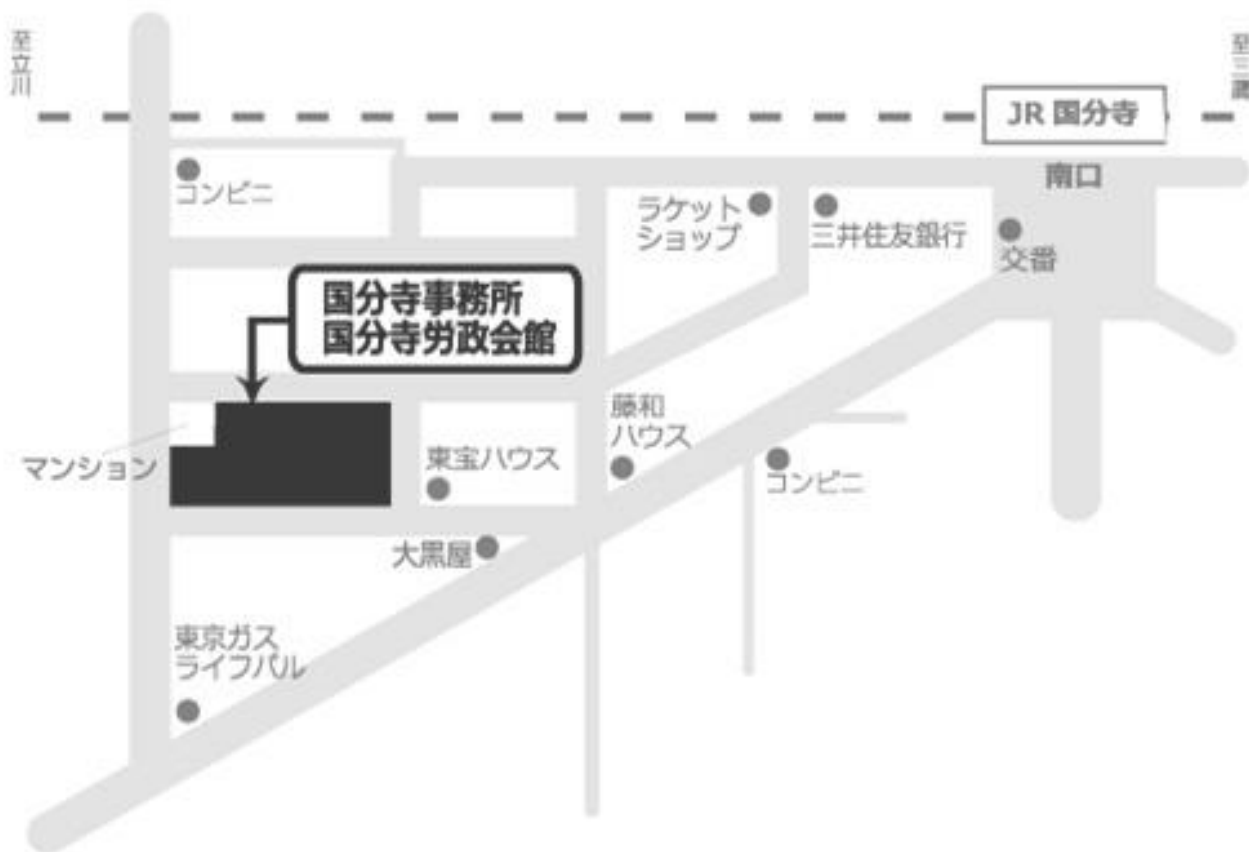 至立川
至三鷹
JR 国分寺
南口
コンビニ
ラケット
ショップ
三井住友銀行
交番
国分寺事務所
国分寺労政会館
藤和
ハウス
マンション
東宝ハウス
コンビニ
大黒屋
東京ガス
ライフバル